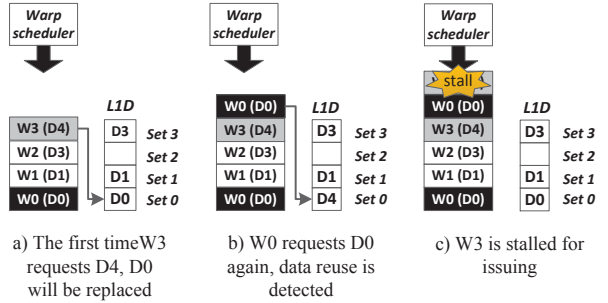 Warp
scheduler
L1D
W3 (D4)
D3
Set 3
W2 (D3)
Set 2
W1 (D1)
D1
Set 1
W0 (D0)
D0
Set 0
a) The first timeW3
requests D4, D0
will be replaced
Warp
scheduler
W0 (D0)
L1D
W3 (D4)
D3
Set 3
W2 (D3)
Set 2
W1 (D1)
D1
Set 1
W0 (D0)
D4
Set 0
b) W0 requests D0
again, data reuse is
detected
Warp
scheduler
stall
W0 (D0)
L1D
W3 (D4)
D3
Set 3
W2 (D3)
Set 2
W1 (D1)
D1
Set 1
W0 (D0)
D0
Set 0
c) W3 is stalled for
issuing